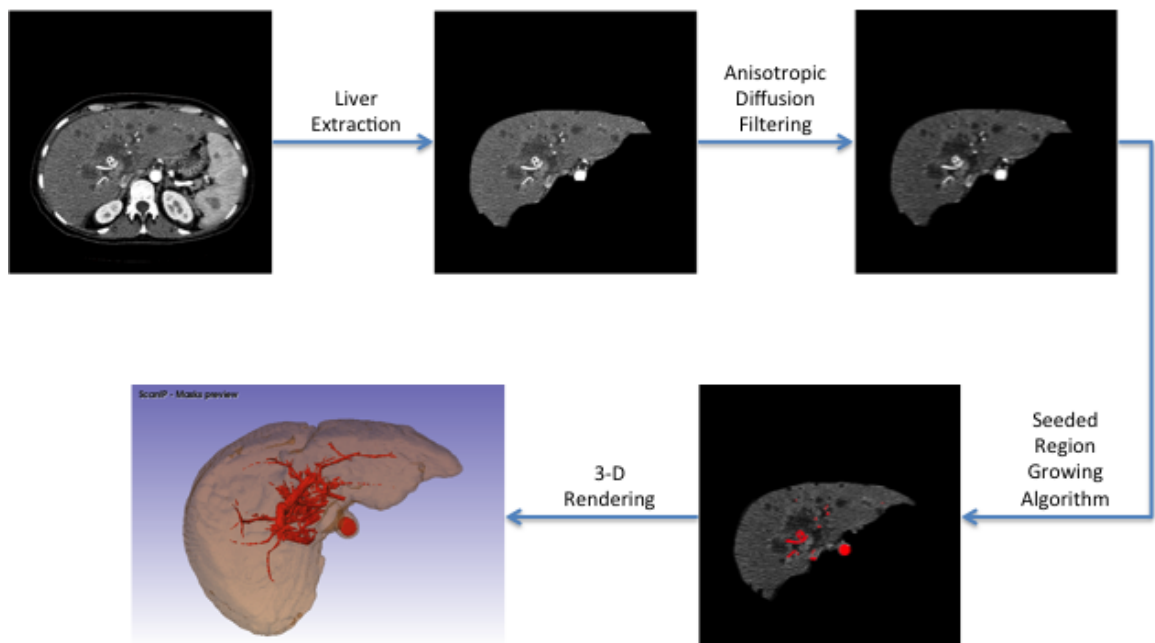 Liver
Extraction
Anisotropic
Diffusion
Filtering
Seeded
Region
Growing
Algorithm
3-D
Rendering
ScanIP - Masks preview